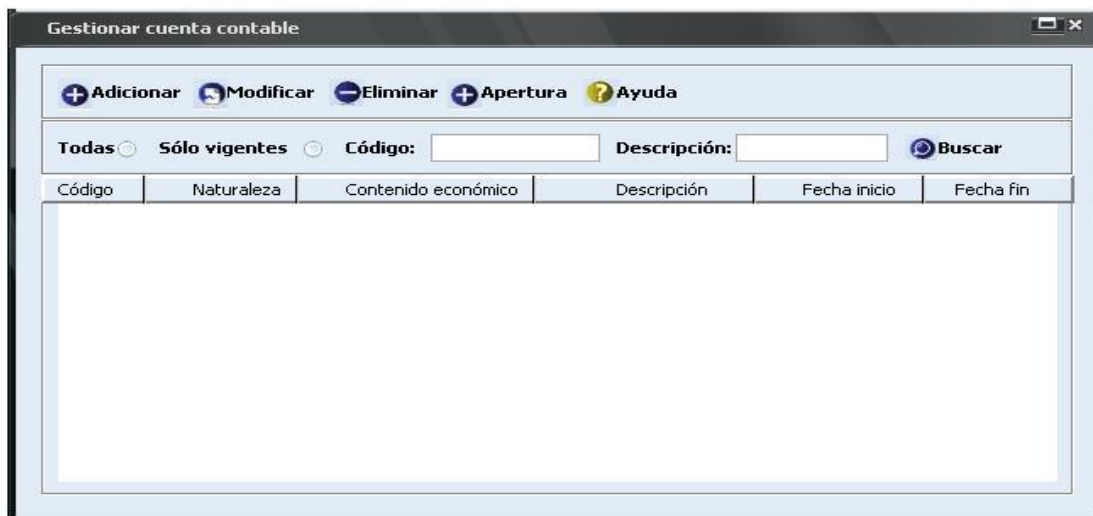 Gestionar cuenta contable
Adicionar Modificar Eliminar Apertura Ayuda
Todas Sólo vigentes Código: Descripción: Buscar
Código Naturaleza Contenido económico Descripción Fecha inicio Fecha fin